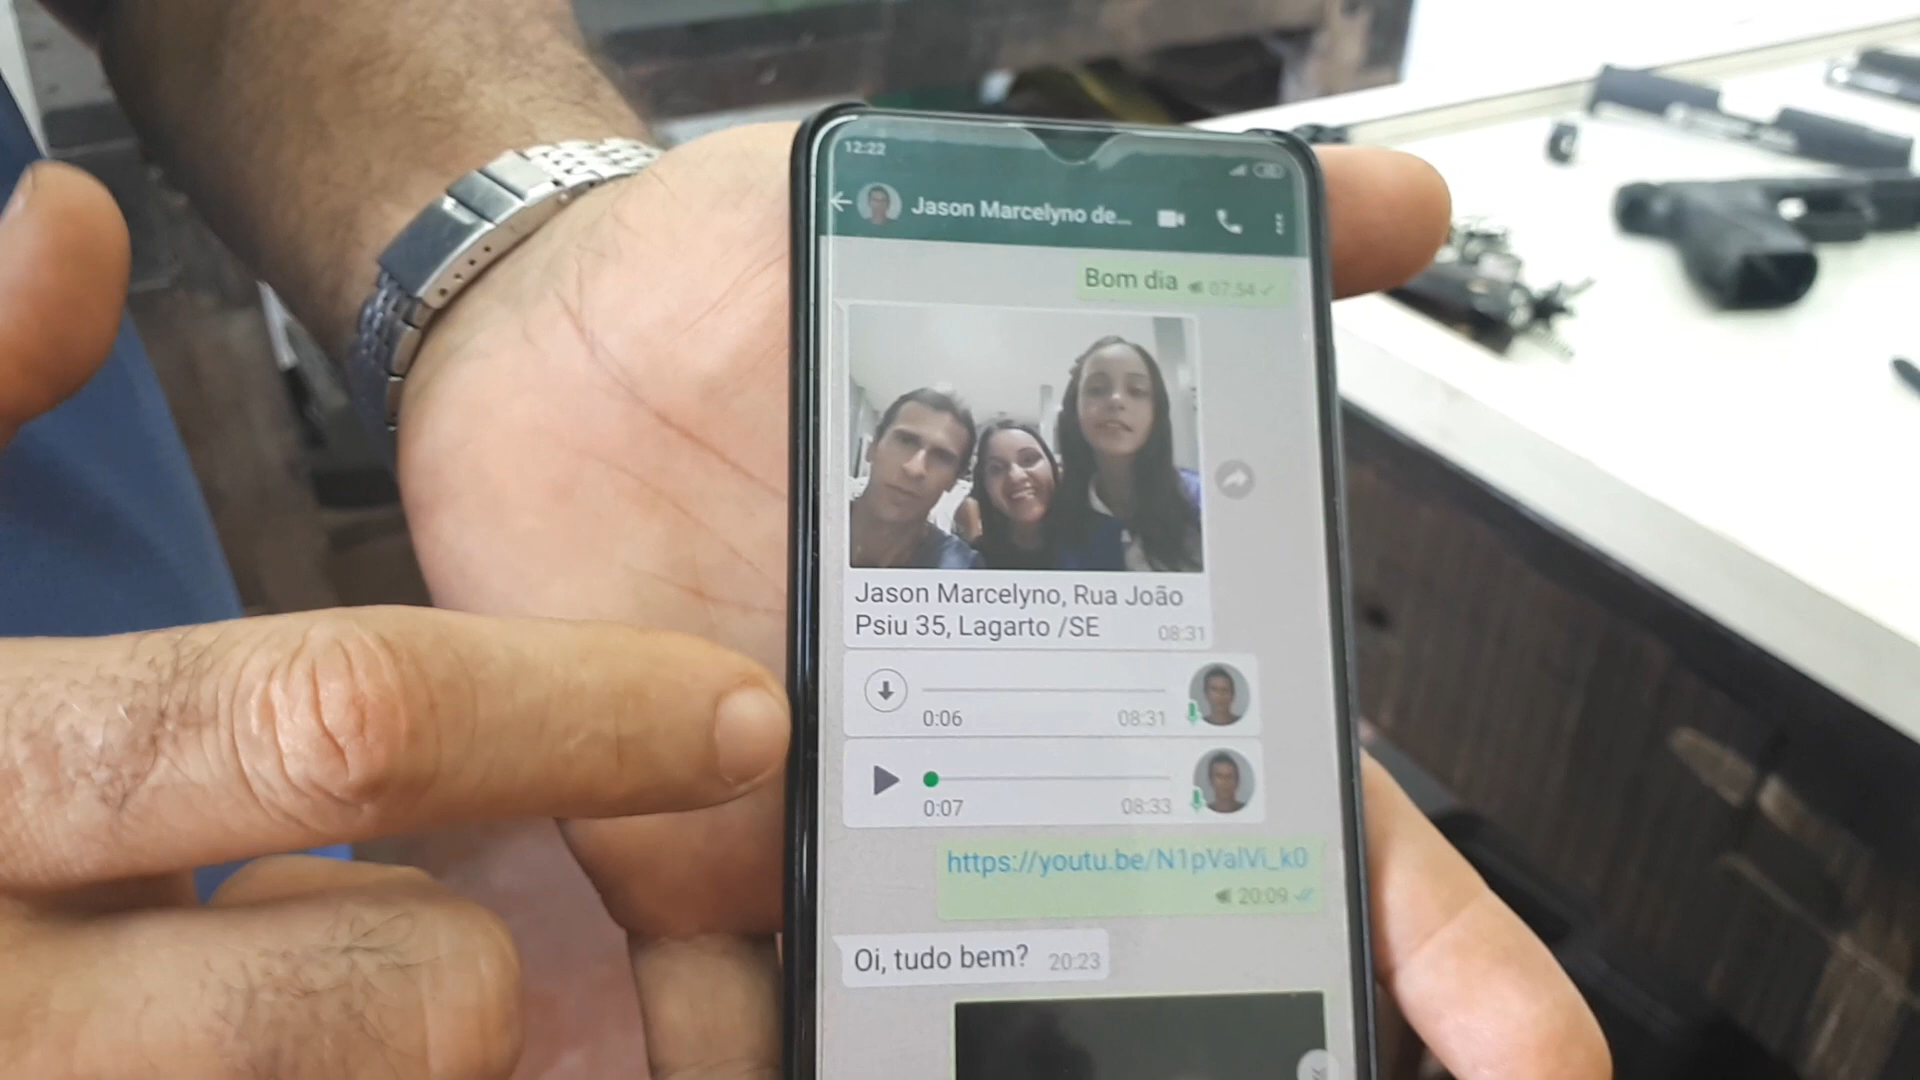 12:22
Jason Marcelyno de...
Bom dia 07:54
Jason Marcelyno, Rua João
Psiu 35, Lagarto /SE 08:31
0:06 08:31
0:07 08:33
https://youtu.be/N1pValVi_k0
20:09
Oi, tudo bem? 20:23